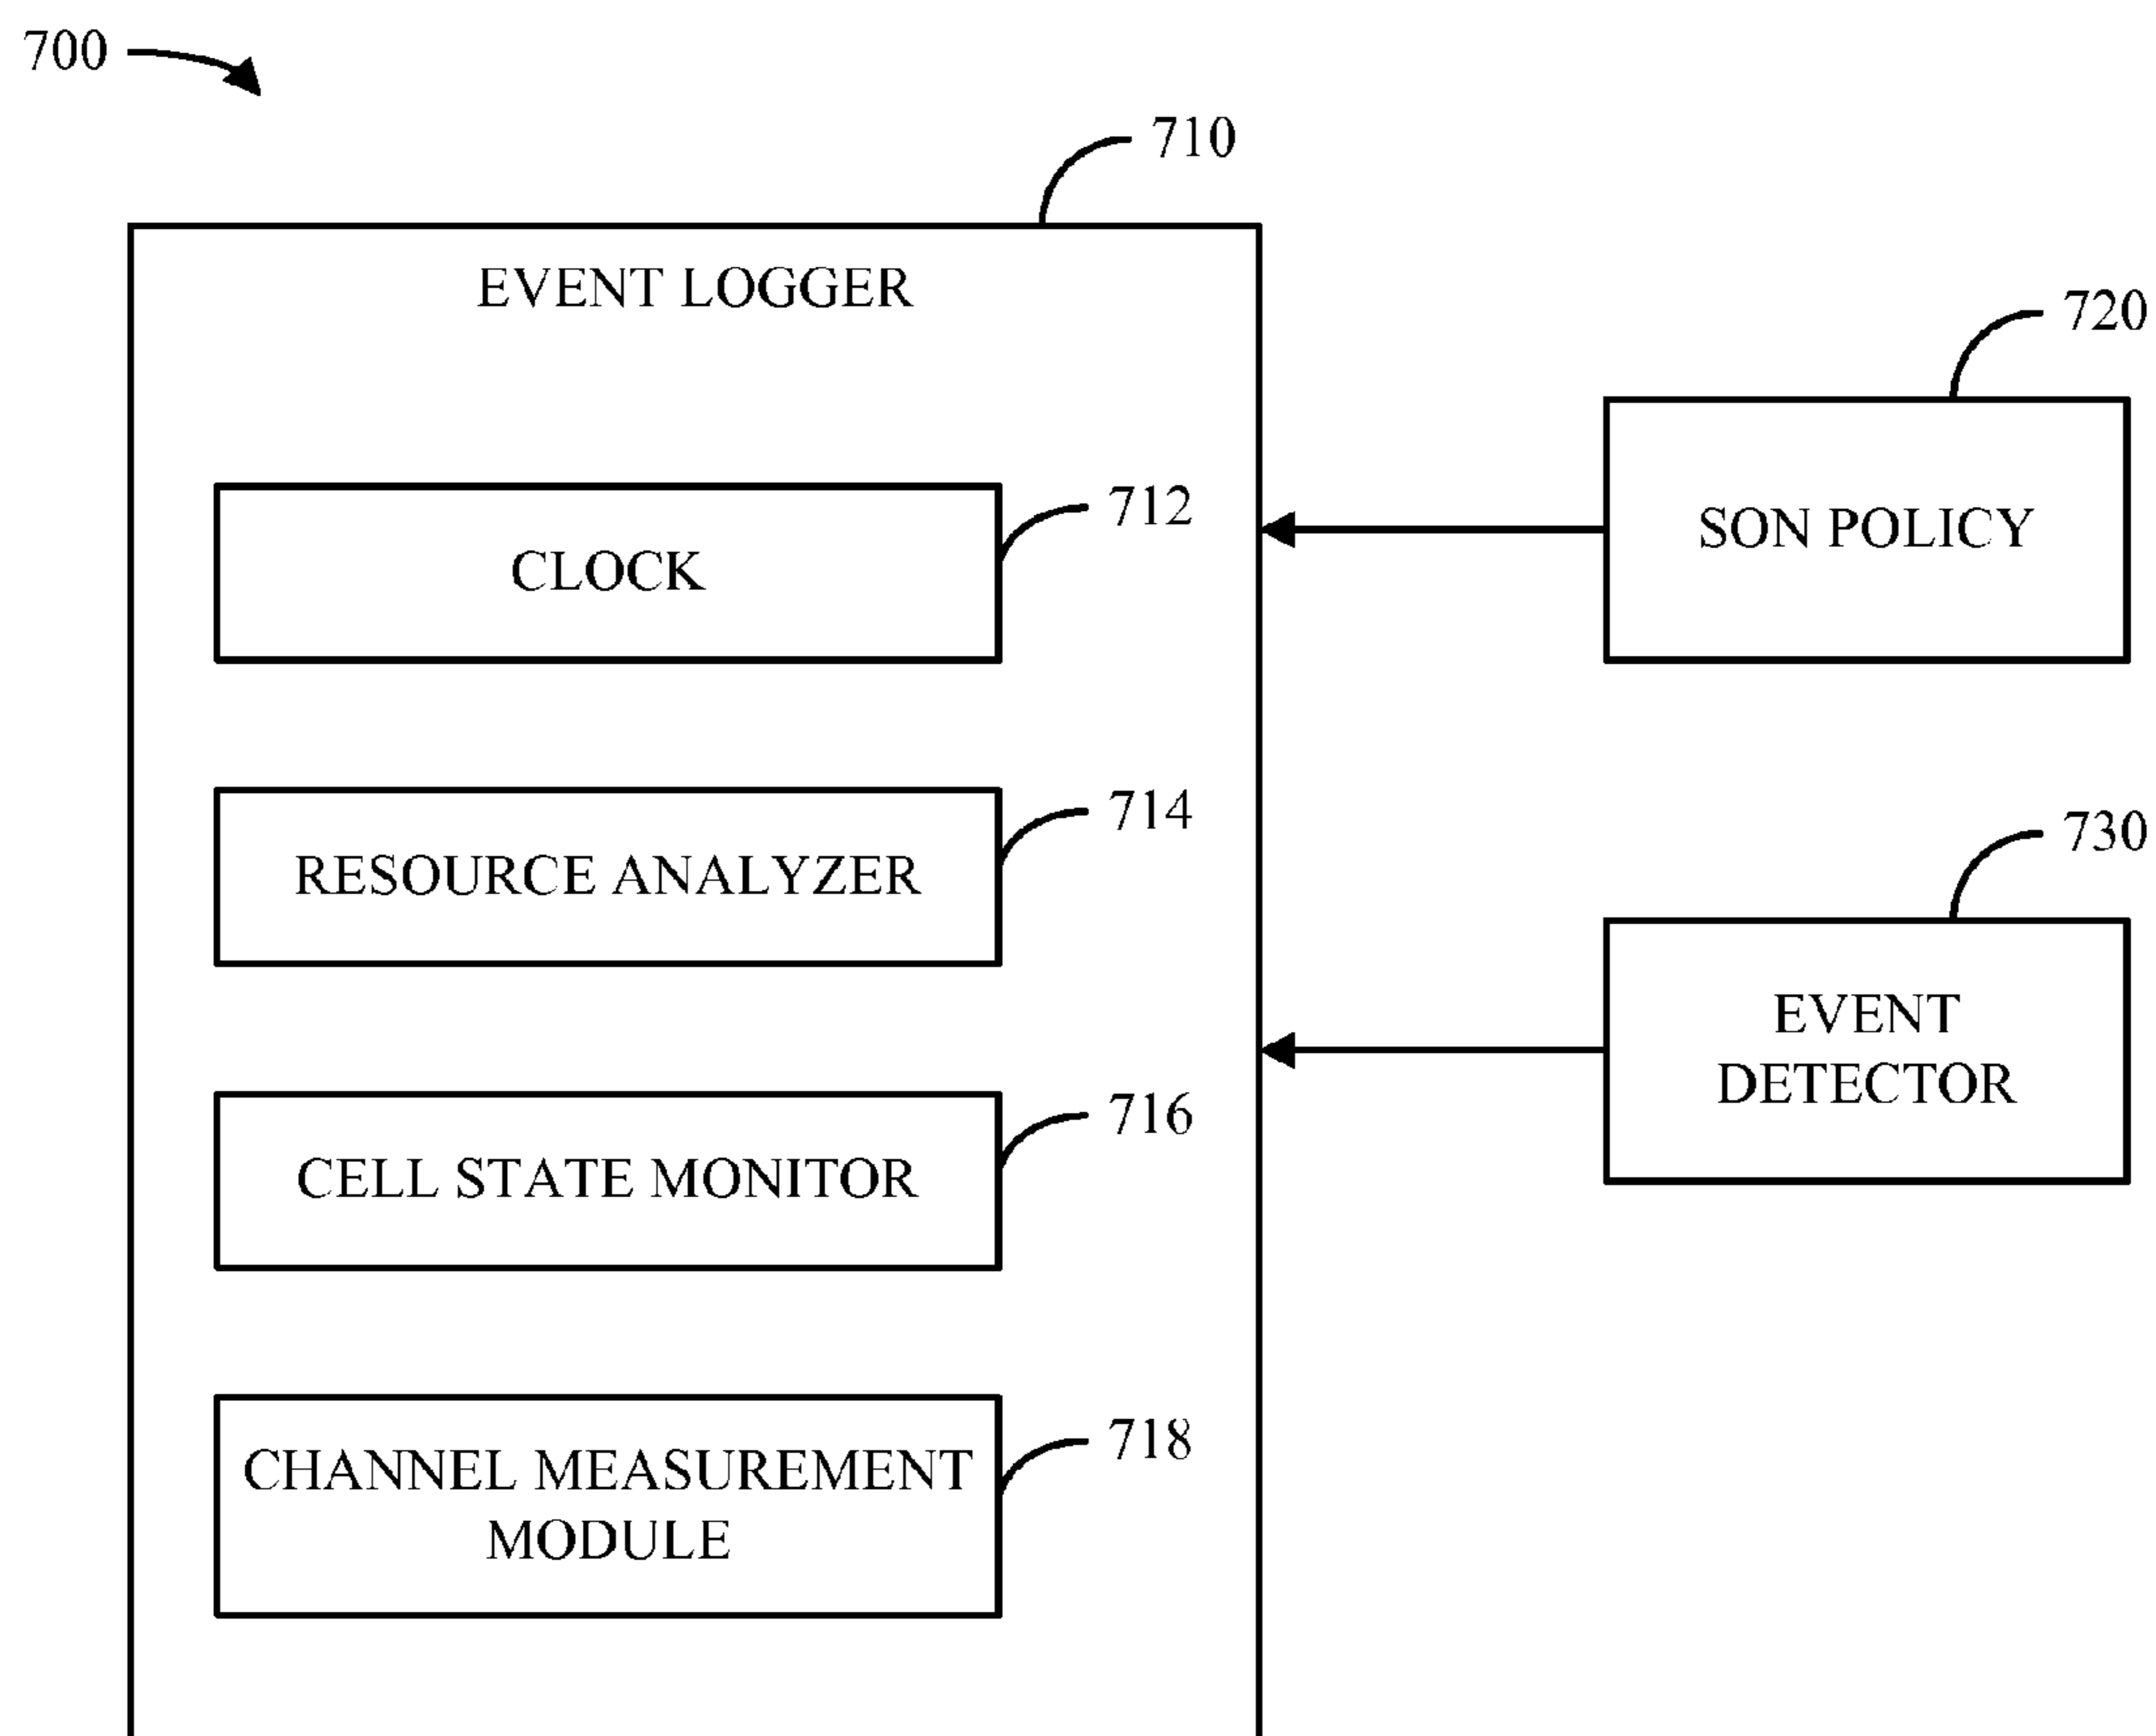 700
710
EVENT LOGGER
720
712
CLOCK
SON POLICY
714
RESOURCE ANALYZER
730
EVENT
DETECTOR
716
CELL STATE MONITOR
718
CHANNEL MEASUREMENT
MODULE